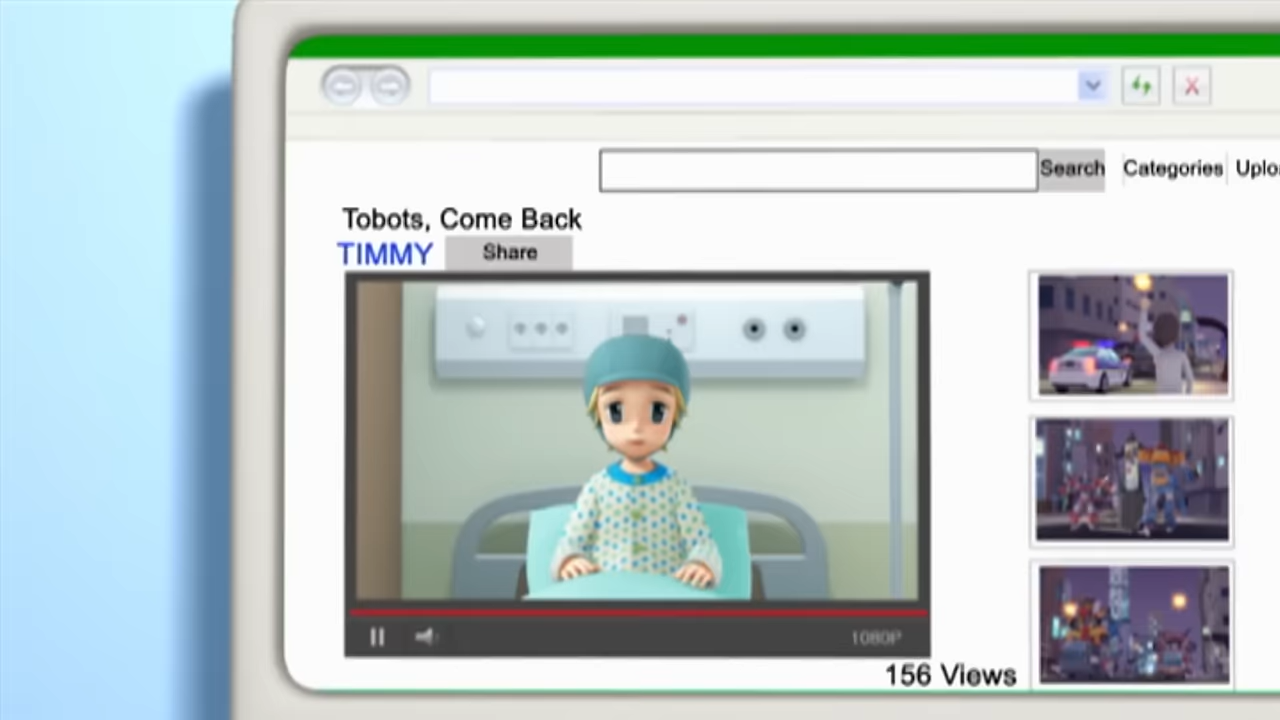 Search Categories Uplo
Tobots, Come Back
TIMMY Share
1080P
156 Views